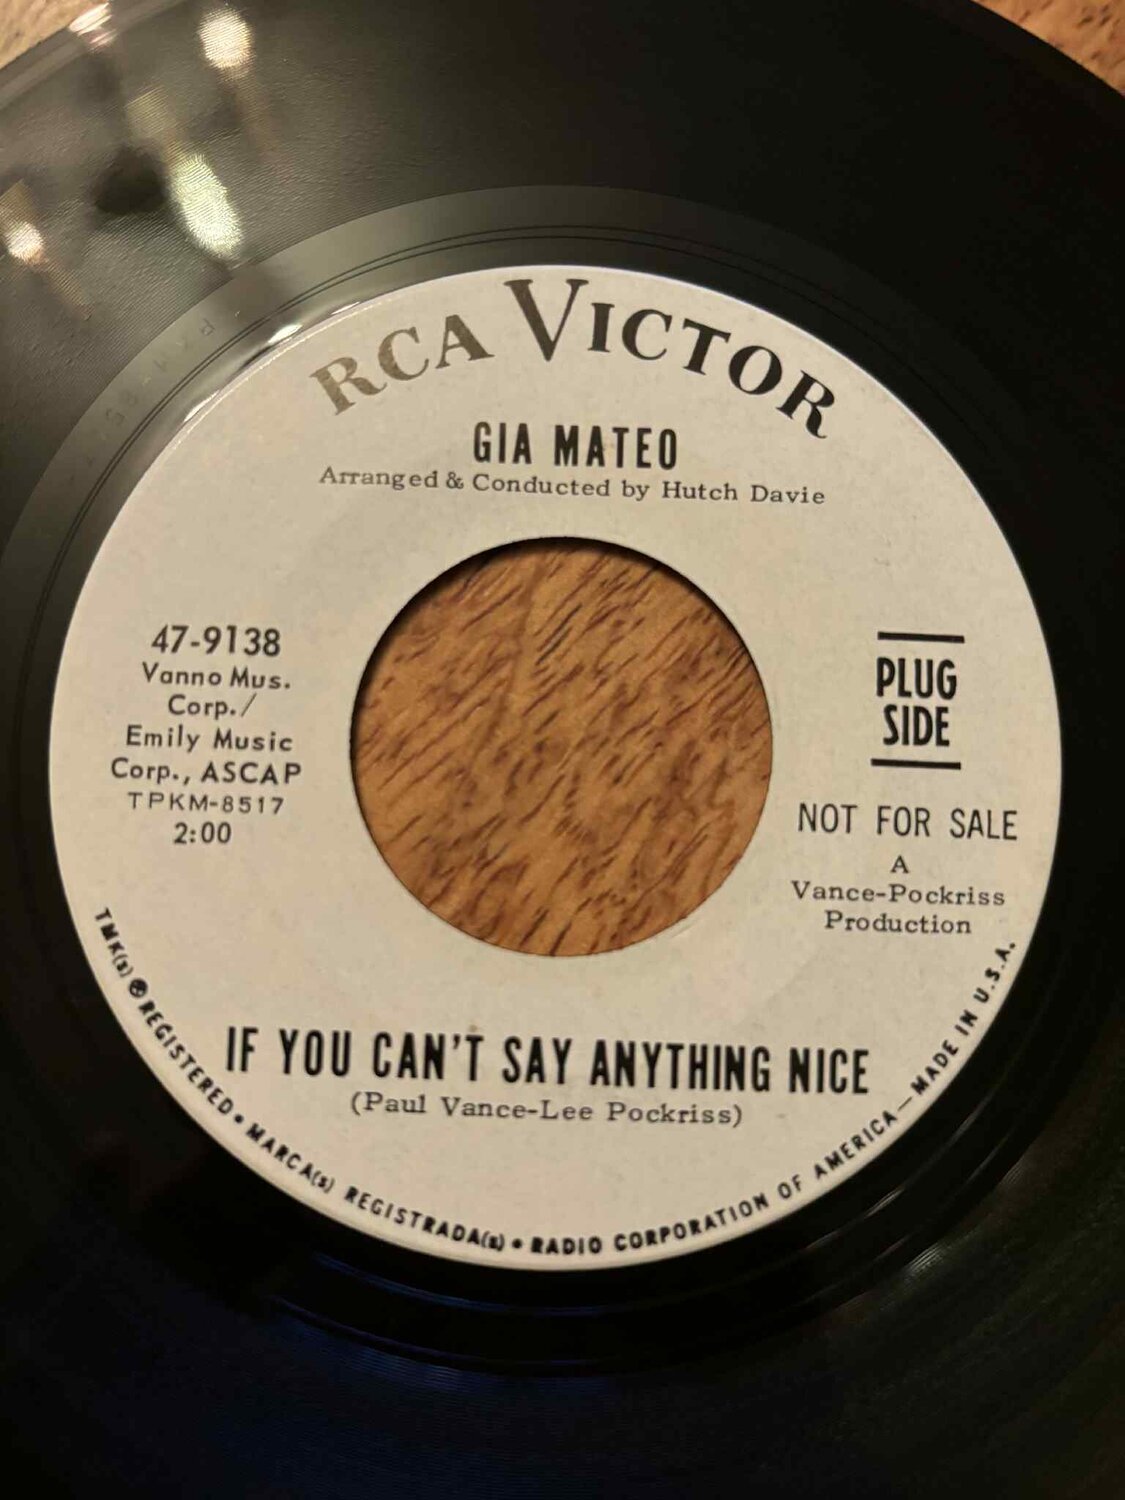 RCA VICTOR
GIA MATEO
Arranged & Conducted by Hutch Davie
47-9138
Vanno Mus.
Corp./
Emily Music
Corp., ASCAP
TPKM-8517
2:00
PLUG
SIDE
NOT FOR SALE
A
Vance-Pockriss
Production
IF YOU CAN'T SAY ANYTHING NICE
(Paul Vance-Lee Pockriss)
TMK(s) ® REGISTERED • MARCA(s) REGISTRADA(s) • RADIO CORPORATION OF AMERICA — MADE IN U.S.A.